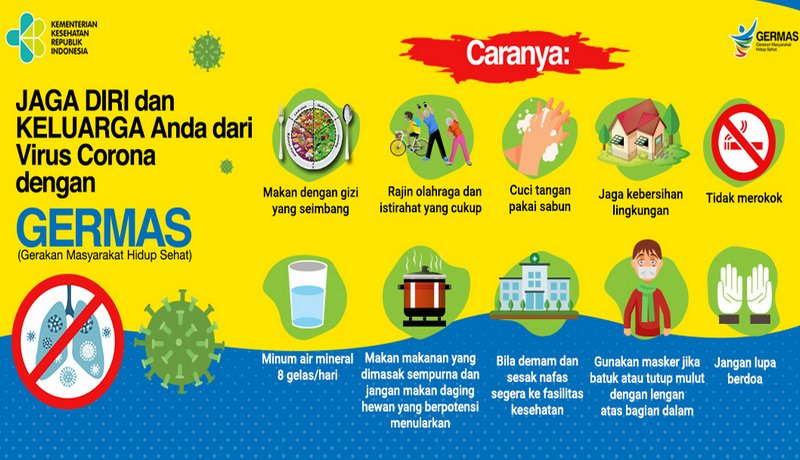 KEMENTERIAN
KESEHATAN
REPUBLIK
INDONESIA
GERMAS
Gerakan Masyarakat
Hidup Sehat
Caranya:
JAGA DIRI dan
KELUARGA Anda dari
Virus Corona
dengan
GERMAS
(Gerakan Masyarakat Hidup Sehat)
Makan dengan gizi
yang seimbang
Rajin olahraga dan
istirahat yang cukup
Cuci tangan
pakai sabun
Jaga kebersihan
lingkungan
Tidak merokok
Minum air mineral
8 gelas/hari
Makan makanan yang
dimasak sempurna dan
jangan makan daging
hewan yang berpotensi
menularkan
Bila demam dan
sesak nafas
segera ke fasilitas
kesehatan
Gunakan masker jika
batuk atau tutup mulut
dengan lengan
atas bagian dalam
Jangan lupa
berdoa